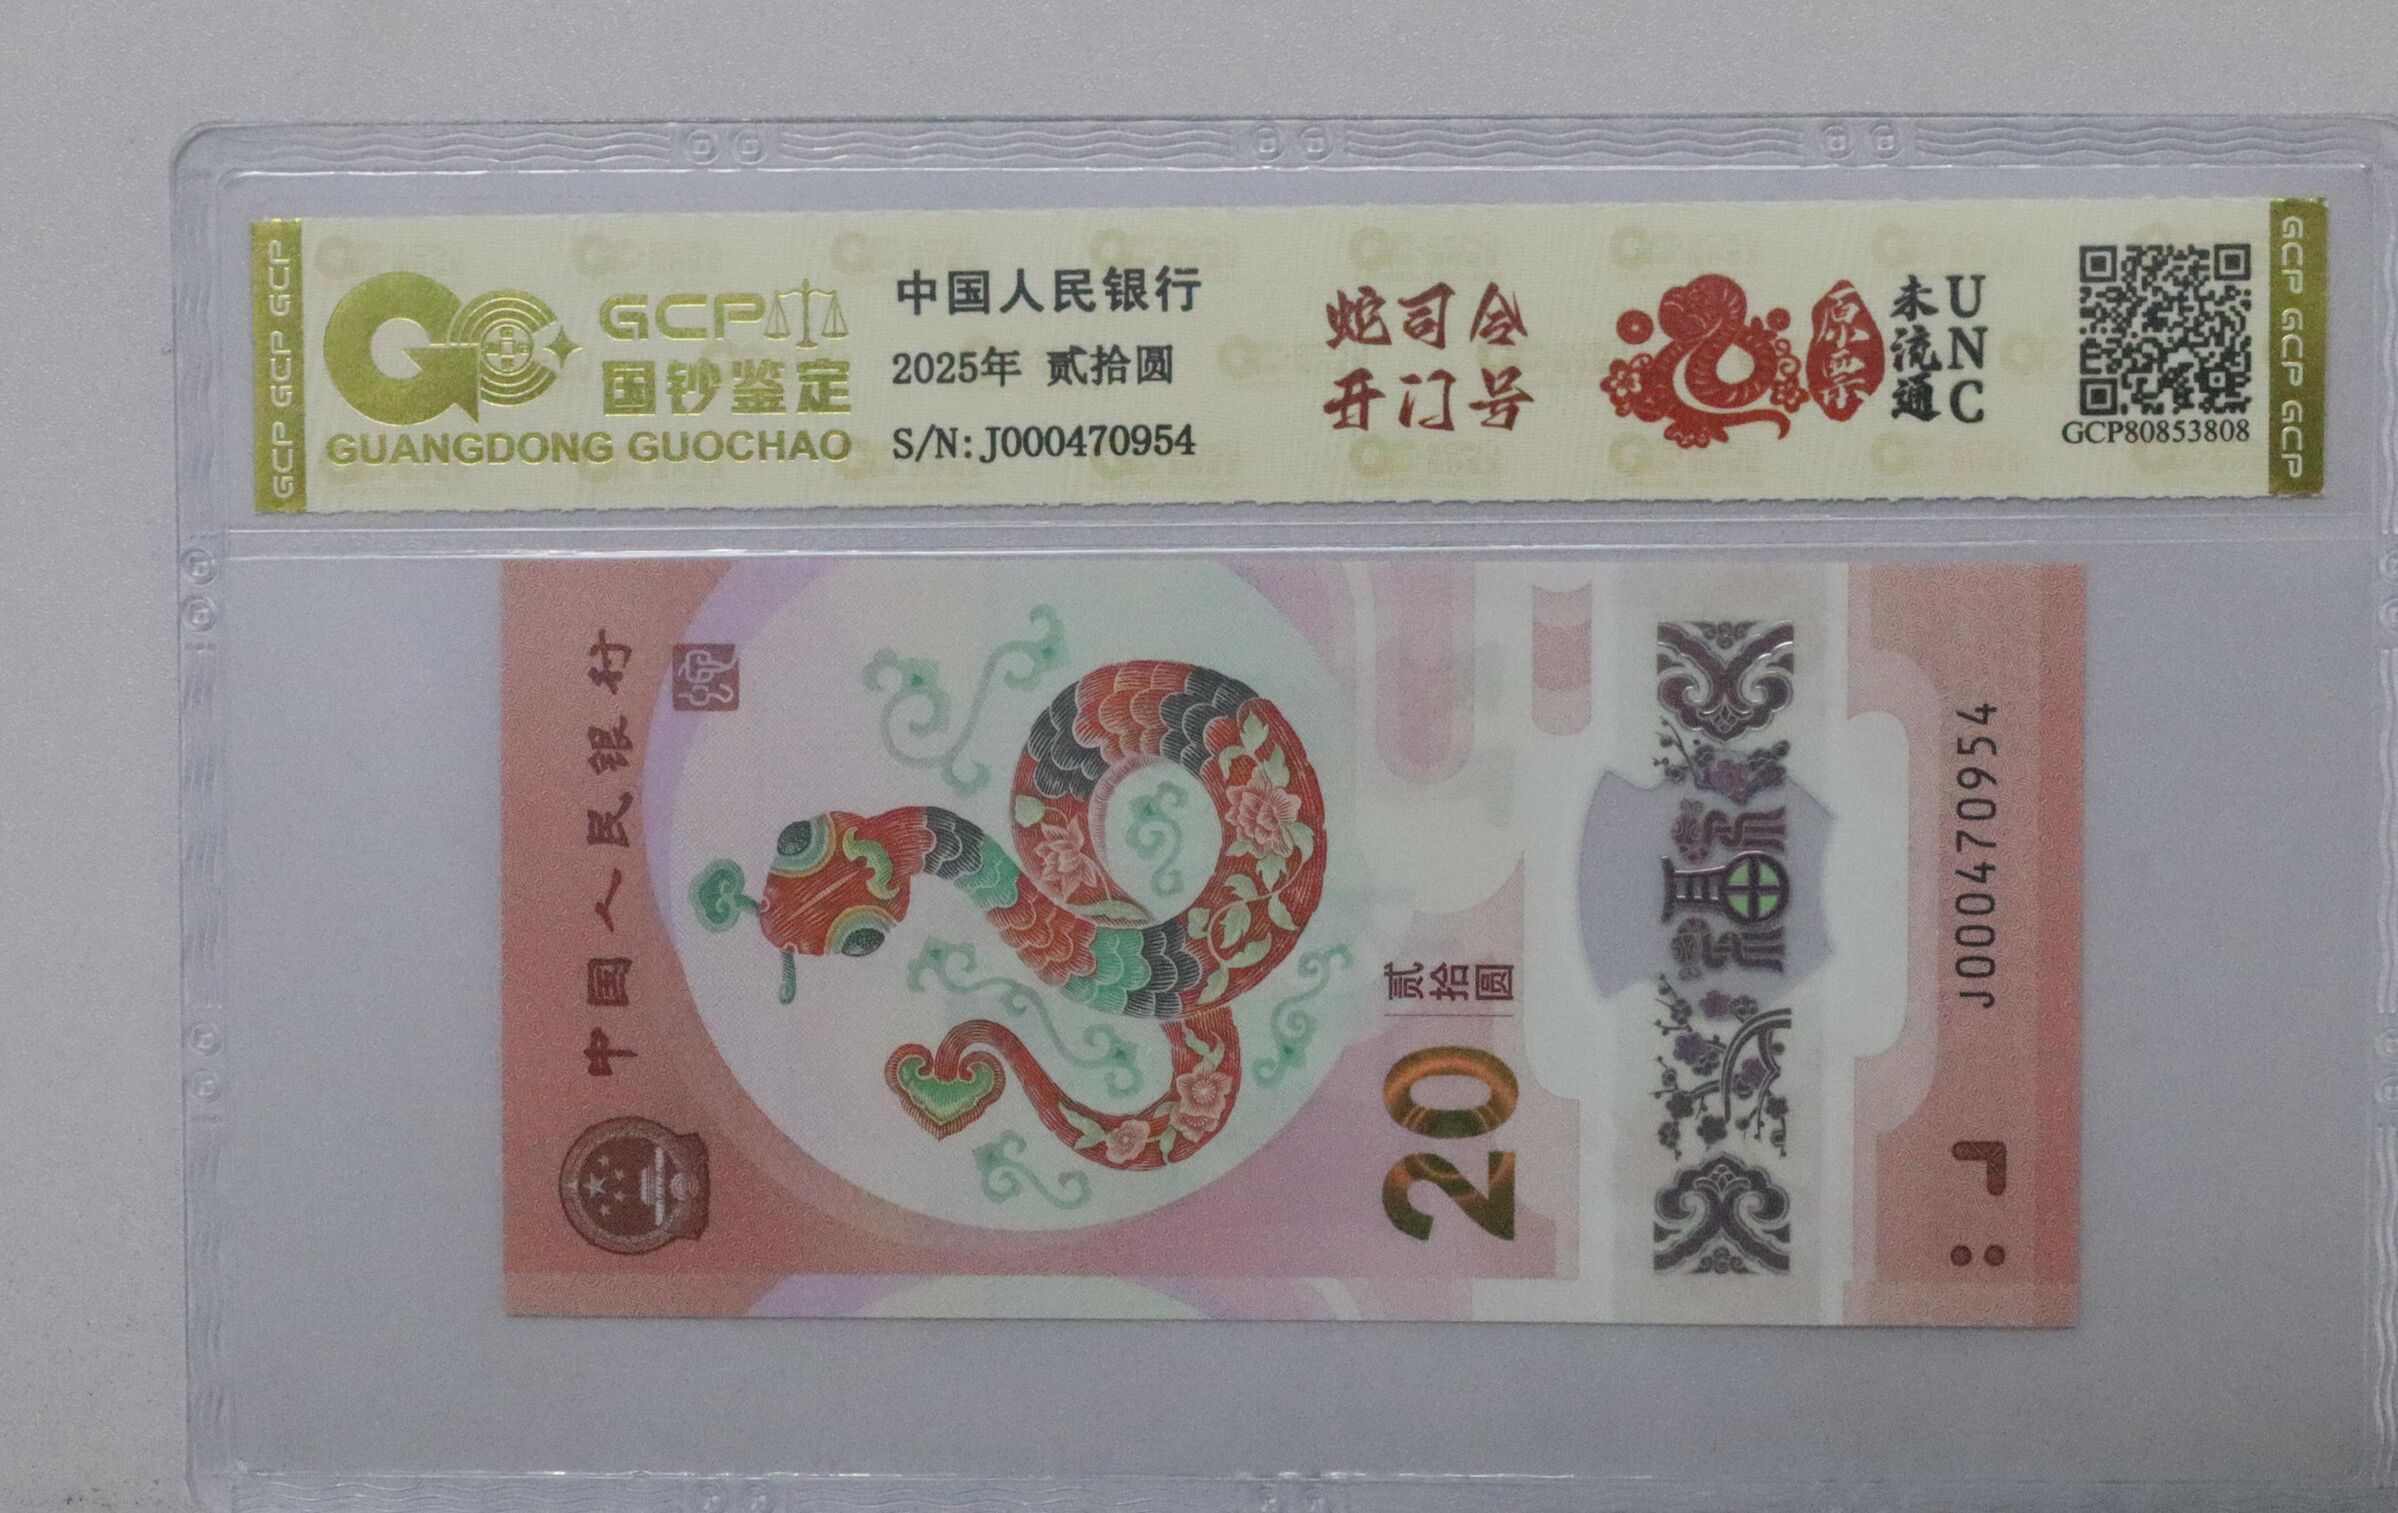 GCP GCP GCP
GCP
国钞鉴定
GUANGDONG GUOCHAO
中国人民银行
2025年 贰拾圆
S/N: J000470954
蛇司令
开门号
原票
未流通
UNC
GCP80853808
GCP GCP GCP
中国人民银行
20
贰拾圆
福
J000470954